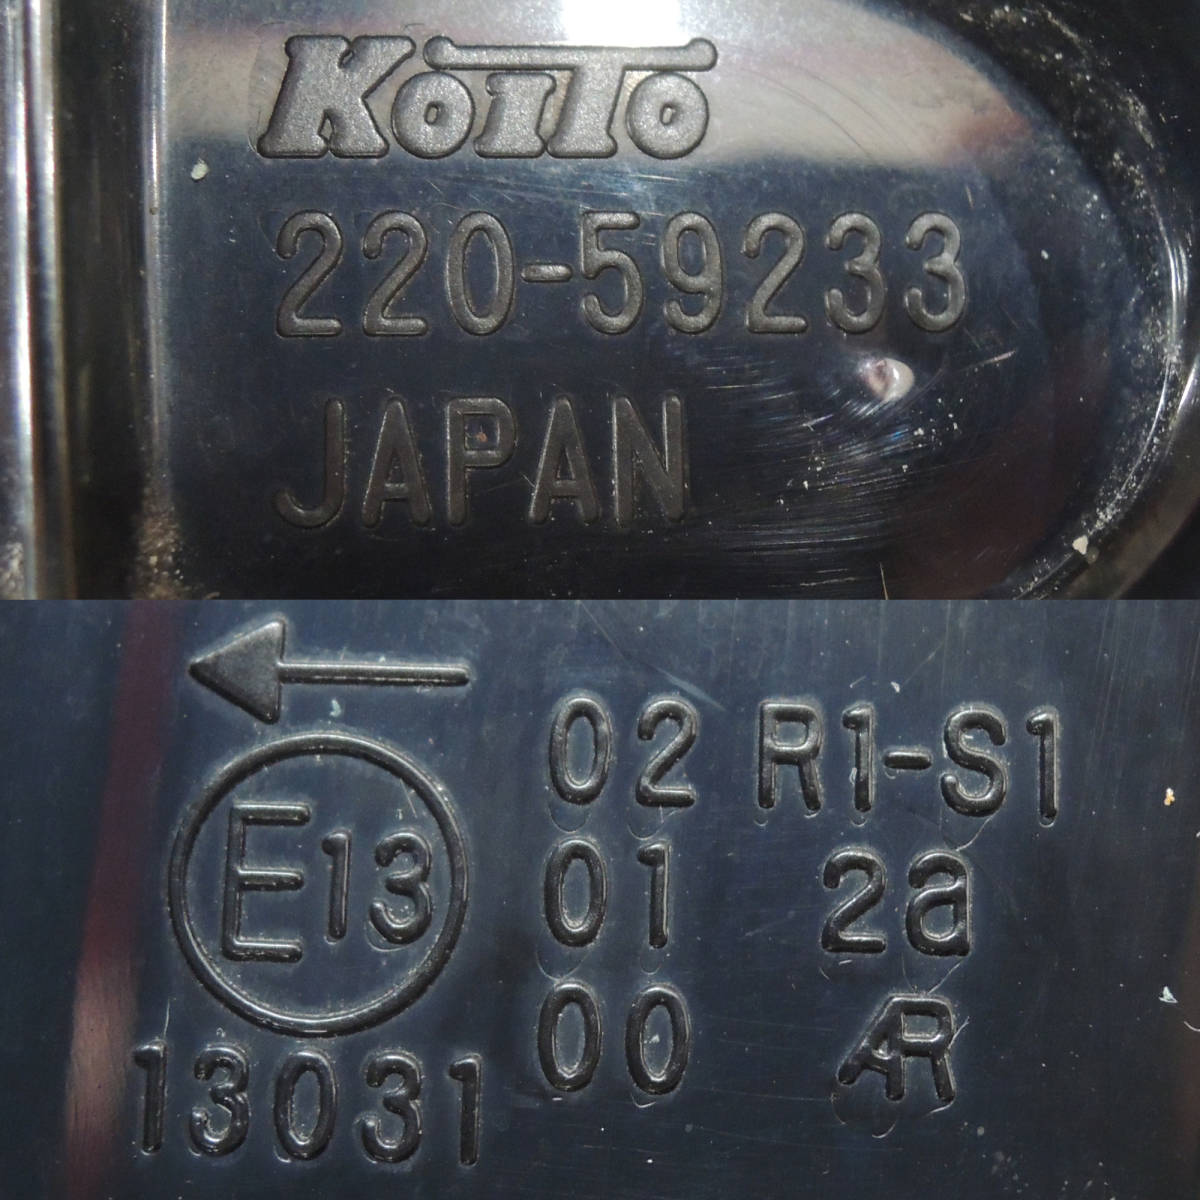 KOITO
220-59233
JAPAN
02 R1-S1
E13
01 2a
00 AR
13031